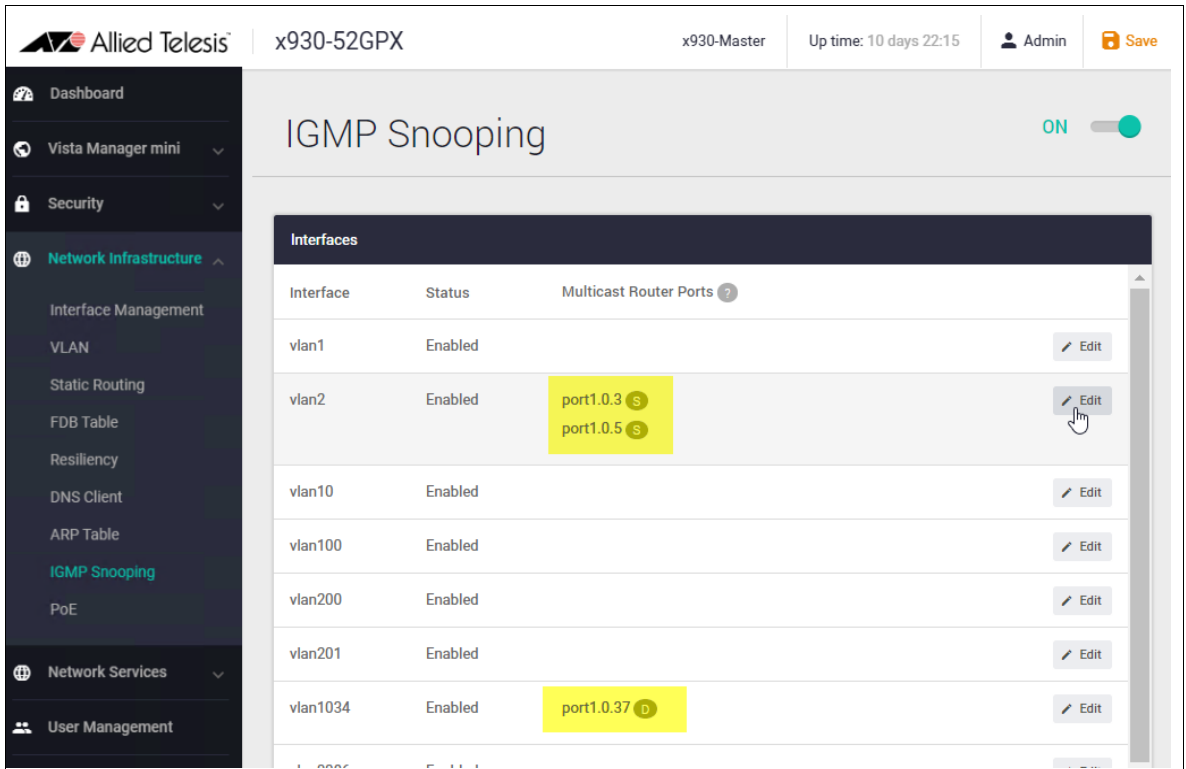 Allied Telesis
x930-52GPX
x930-Master
Up time: 10 days 22:15
Admin
Save
Dashboard
Vista Manager mini
Security
Network Infrastructure
Interface Management
VLAN
Static Routing
FDB Table
Resiliency
DNS Client
ARP Table
IGMP Snooping
PoE
Network Services
User Management
IGMP Snooping
ON
Interfaces
Interface Status Multicast Router Ports ?
vlan1 Enabled Edit
vlan2 Enabled port1.0.3 S Edit
port1.0.5 S
vlan10 Enabled Edit
vlan100 Enabled Edit
vlan200 Enabled Edit
vlan201 Enabled Edit
vlan1034 Enabled port1.0.37 D Edit